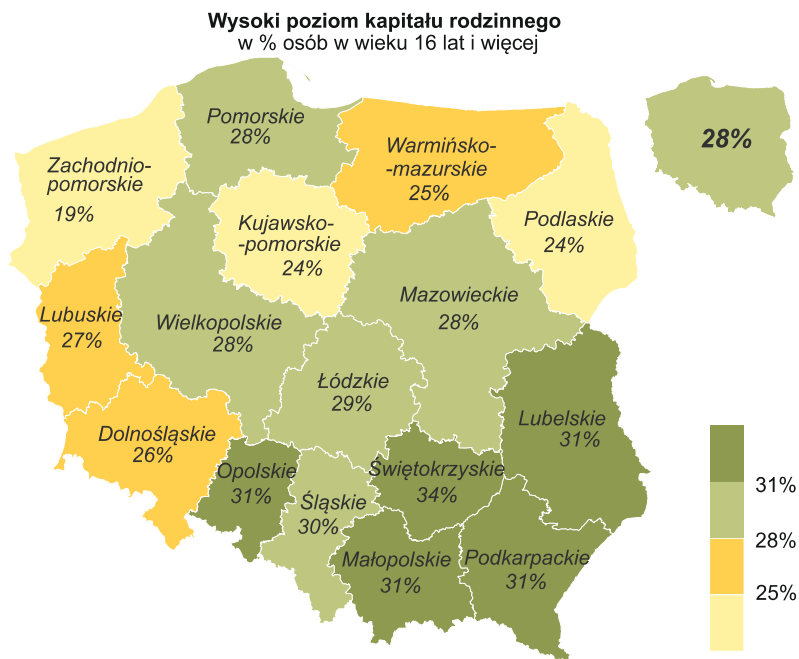 Wysoki poziom kapitału rodzinnego
w % osób w wieku 16 lat i więcej
Pomorskie
28%
Zachodnio-
pomorskie
19%
Warmińsko-
-mazurskie
25%
28%
Kujawsko-
-pomorskie
24%
Podlaskie
24%
Lubuskie
27%
Wielkopolskie
28%
Mazowieckie
28%
Łódzkie
29%
Dolnośląskie
26%
Lubelskie
31%
Opolskie
31%
Śląskie
30%
Świętokrzyskie
34%
Małopolskie
31%
Podkarpackie
31%
31%
28%
25%